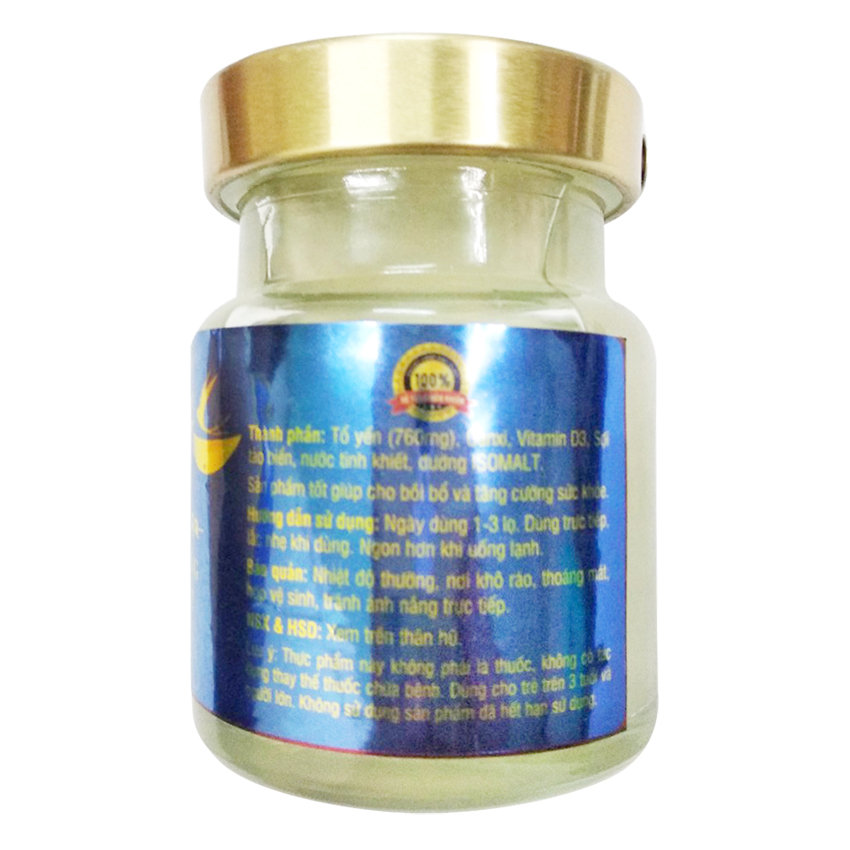 100%
Thành phần: Tổ yến (760mg), Canxi, Vitamin D3, Sợi
tảo biển, nước tinh khiết, đường ISOMALT.
Sản phẩm tốt giúp cho bồi bổ và tăng cường sức khỏe.
Hướng dẫn sử dụng: Ngày dùng 1-3 lọ. Dùng trực tiếp,
lắc nhẹ khi dùng. Ngon hơn khi uống lạnh.
Bảo quản: Nhiệt độ thường, nơi khô ráo, thoáng mát,
hợp vệ sinh, tránh ánh nắng trực tiếp.
NSX & HSD: Xem trên thân hũ.
Lưu ý: Thực phẩm này không phải là thuốc, không có tác
dụng thay thế thuốc chữa bệnh. Dùng cho trẻ trên 3 tuổi và
người lớn. Không sử dụng sản phẩm đã hết hạn sử dụng.